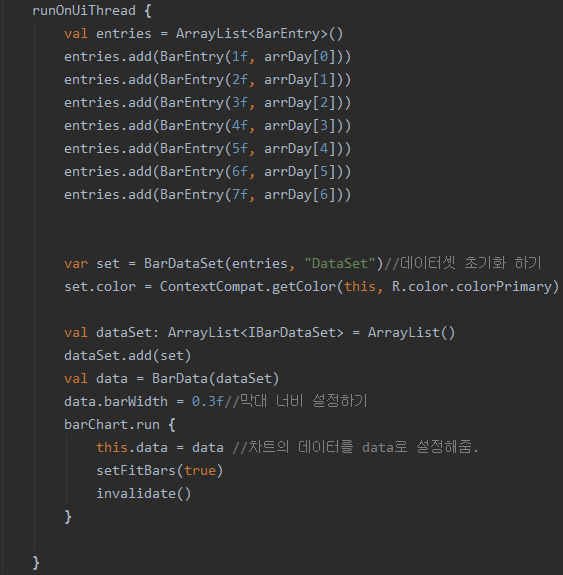 runOnUiThread {
val entries = ArrayList<BarEntry>()
entries.add(BarEntry(1f, arrDay[0]))
entries.add(BarEntry(2f, arrDay[1]))
entries.add(BarEntry(3f, arrDay[2]))
entries.add(BarEntry(4f, arrDay[3]))
entries.add(BarEntry(5f, arrDay[4]))
entries.add(BarEntry(6f, arrDay[5]))
entries.add(BarEntry(7f, arrDay[6]))
var set = BarDataSet(entries, "DataSet")//데이터셋 초기화 하기
set.color = ContextCompat.getColor(this, R.color.colorPrimary)
val dataSet: ArrayList<IBarDataSet> = ArrayList()
dataSet.add(set)
val data = BarData(dataSet)
data.barWidth = 0.3f//막대 너비 설정하기
barChart.run {
this.data = data //차트의 데이터를 data로 설정해줌.
setFitBars(true)
invalidate()
}
}